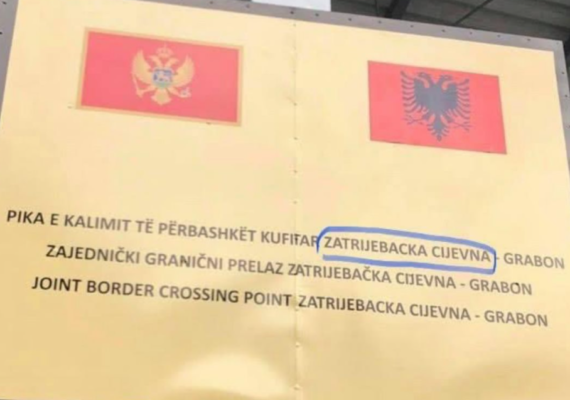 PIKA E KALIMIT TË PËRBASHKËT KUFITAR ZATRIJEBACKA CIJEVNA - GRABON
ZAJEDNIČKI GRANIČNI PRELAZ ZATRIJEBAČKA CIJEVNA - GRABON
JOINT BORDER CROSSING POINT ZATRIJEBACKA CIJEVNA - GRABON